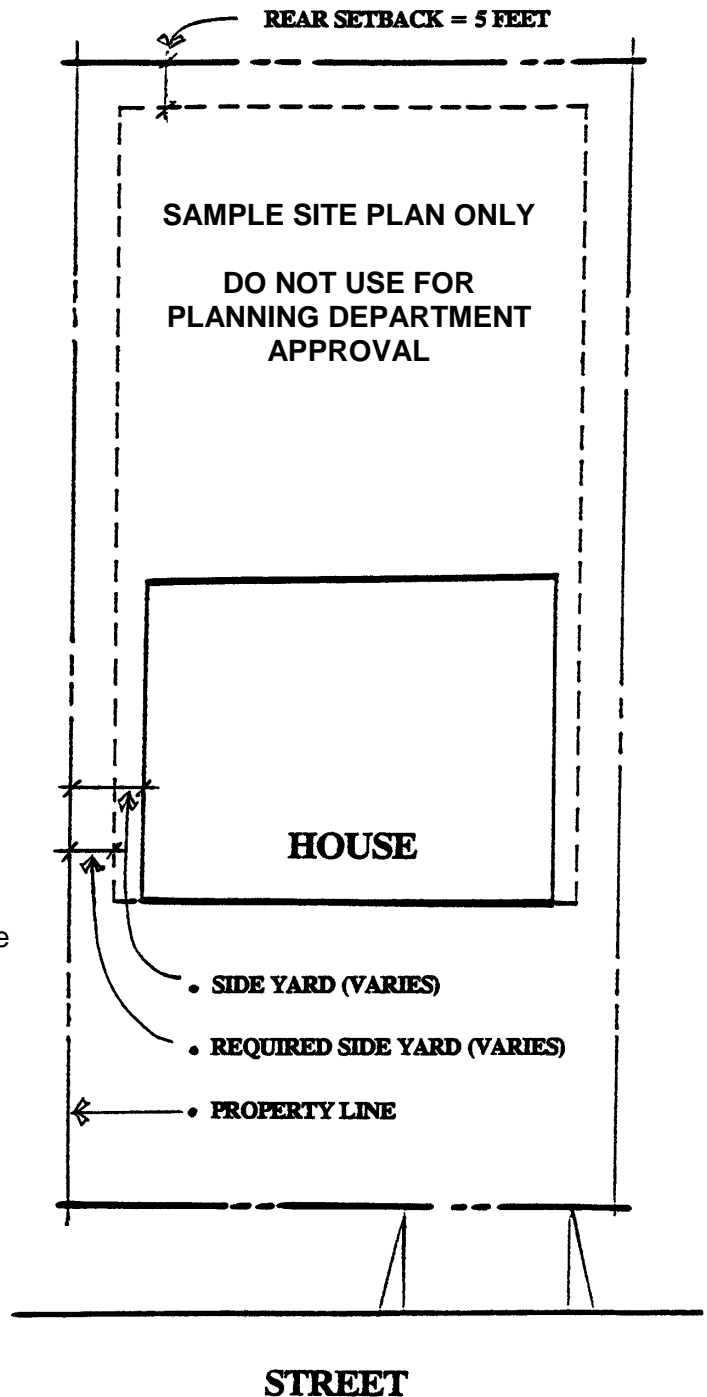 REAR SETBACK = 5 FEET
SAMPLE SITE PLAN ONLY
DO NOT USE FOR
PLANNING DEPARTMENT
APPROVAL
HOUSE
e
• SIDE YARD (VARIES)
• REQUIRED SIDE YARD (VARIES)
• PROPERTY LINE
STREET